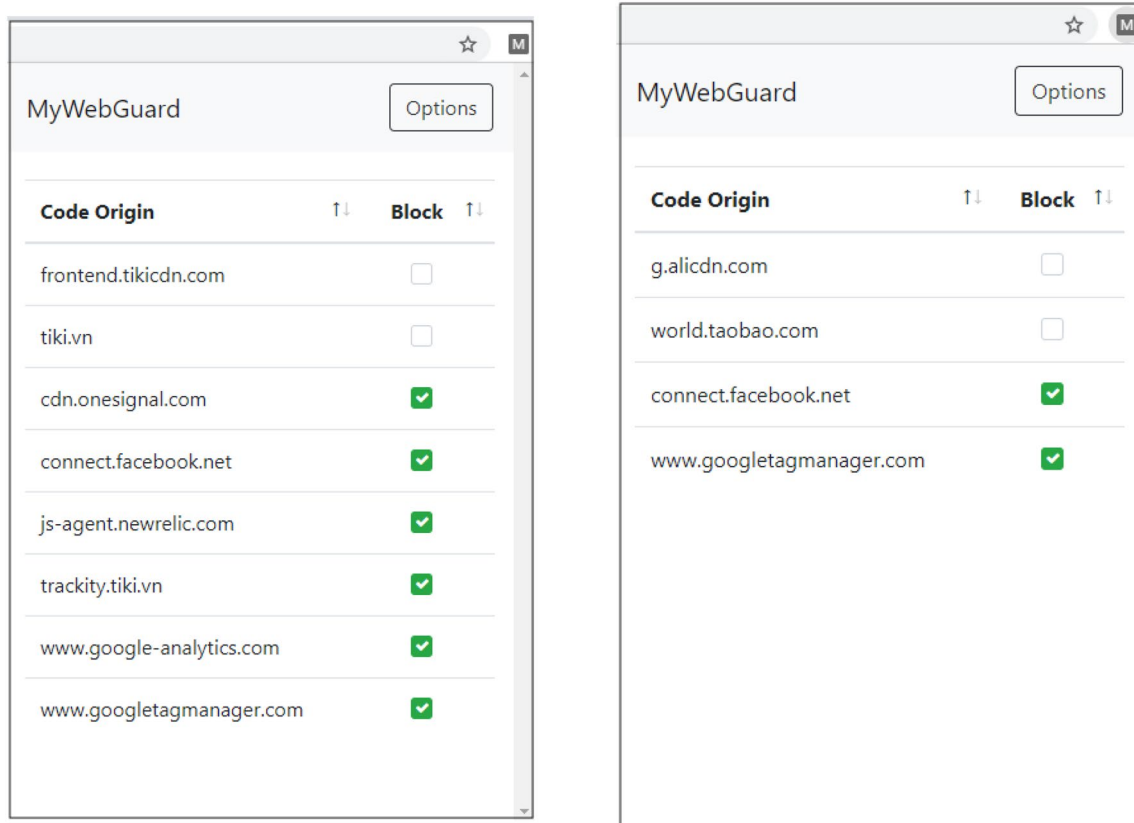 M
MyWebGuard
Options
Code Origin ↑↓ Block ↑↓
frontend.tikicdn.com
tiki.vn
cdn.onesignal.com
connect.facebook.net
js-agent.newrelic.com
trackity.tiki.vn
www.google-analytics.com
www.googletagmanager.com
M
MyWebGuard
Options
Code Origin ↑↓ Block ↑↓
g.alicdn.com
world.taobao.com
connect.facebook.net
www.googletagmanager.com